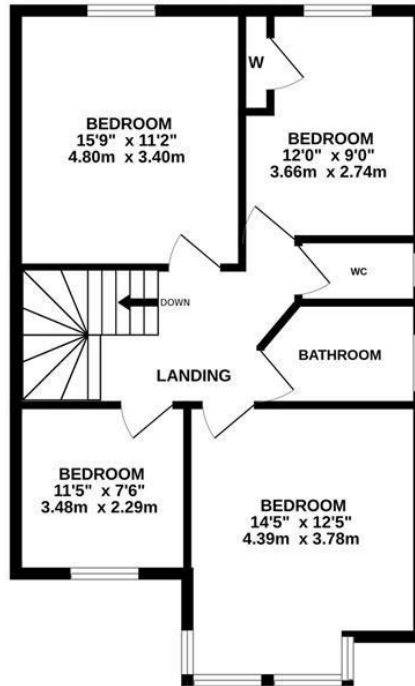 W
BEDROOM
15'9" x 11'2"
4.80m x 3.40m
BEDROOM
12'0" x 9'0"
3.66m x 2.74m
WC
DOWN
BATHROOM
LANDING
BEDROOM
11'5" x 7'6"
3.48m x 2.29m
BEDROOM
14'5" x 12'5"
4.39m x 3.78m